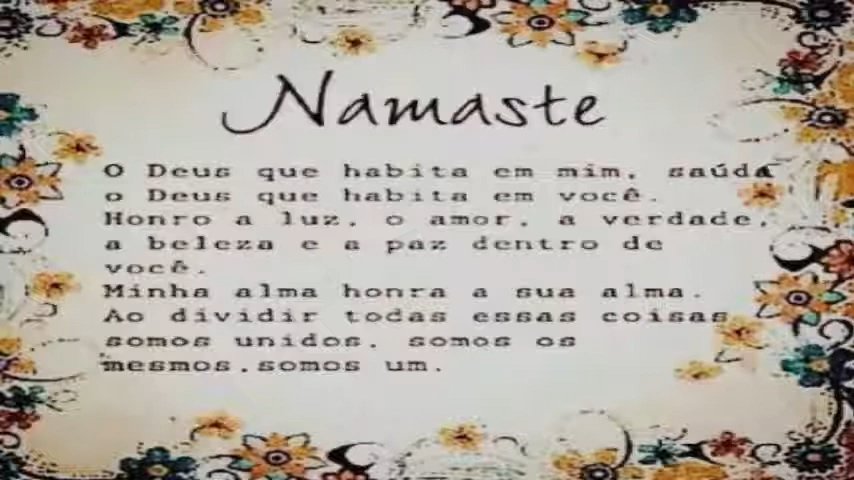 Namaste
O Deus que habita em mim, saúda
o Deus que habita em você.
Honro a luz, o amor, a verdade,
a beleza e a paz dentro de
você.
Minha alma honra a sua alma.
Ao dividir todas essas coisas
somos unidos, somos os
mesmos,somos um.